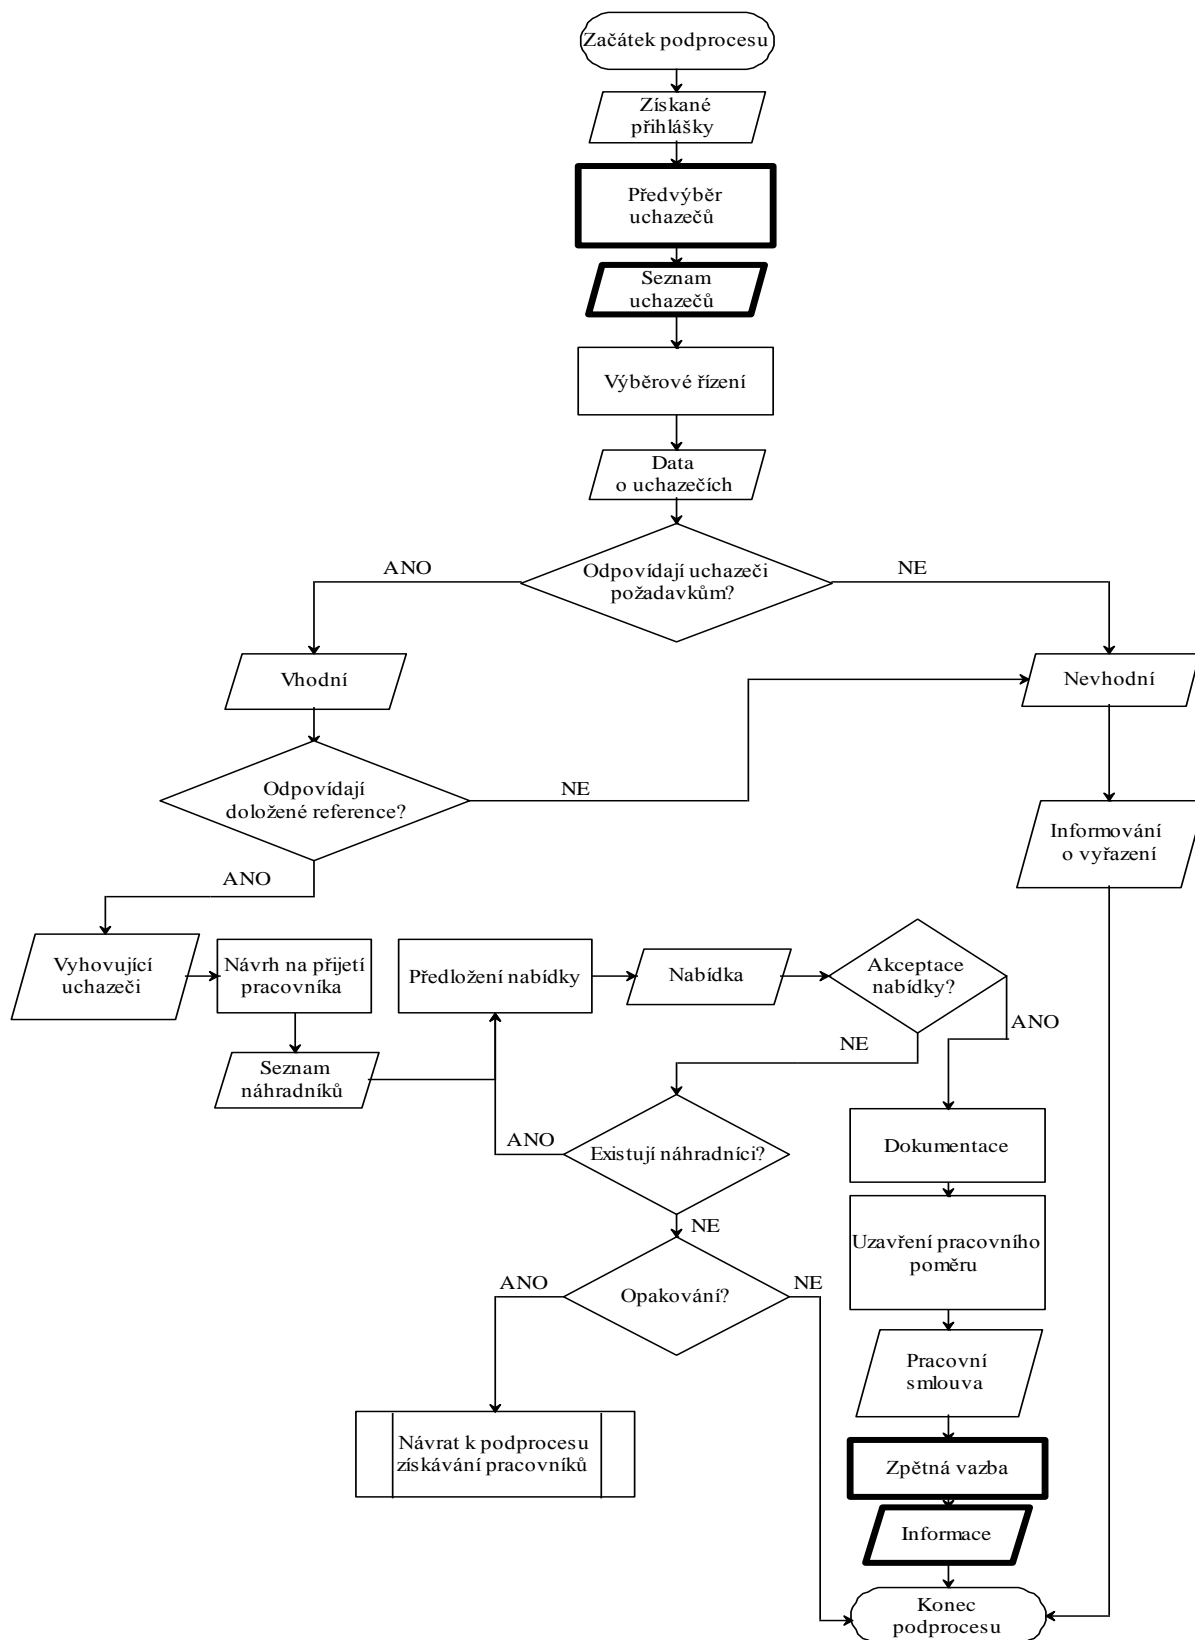 Začátek podprocesu
Získané
přihlášky
Předvýběr
uchazečů
Seznam
uchazečů
Výběrové řízení
Data
o uchazečích
Odpovídají uchazeči
požadavkům?
ANO
NE
Vhodní
Nevhodní
Odpovídají
doložené reference?
NE
ANO
Informování
o vyřazení
Vyhovující
uchazeči
Návrh na přijetí
pracovníka
Předložení nabídky
Nabídka
Akceptace
nabídky?
ANO
NE
Seznam
náhradníků
ANO
Existují náhradníci?
NE
Dokumentace
Uzavření pracovního
poměru
ANO
Opakování?
NE
Pracovní
smlouva
Návrat k podprocesu
získávání pracovníků
Zpětná vazba
Informace
Konec
podprocesu